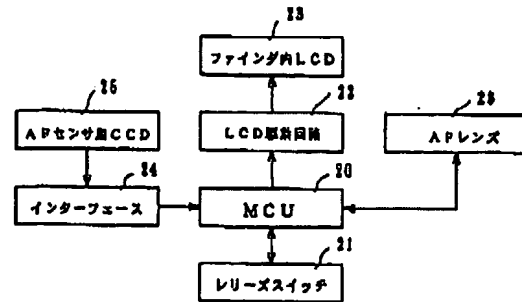 23
ファインダ内LCD
25
22
AFセンサ用CCD
LCD駆動回路
AFレンズ
24
20
インターフェース
MCU
21
レリーズスイッチ